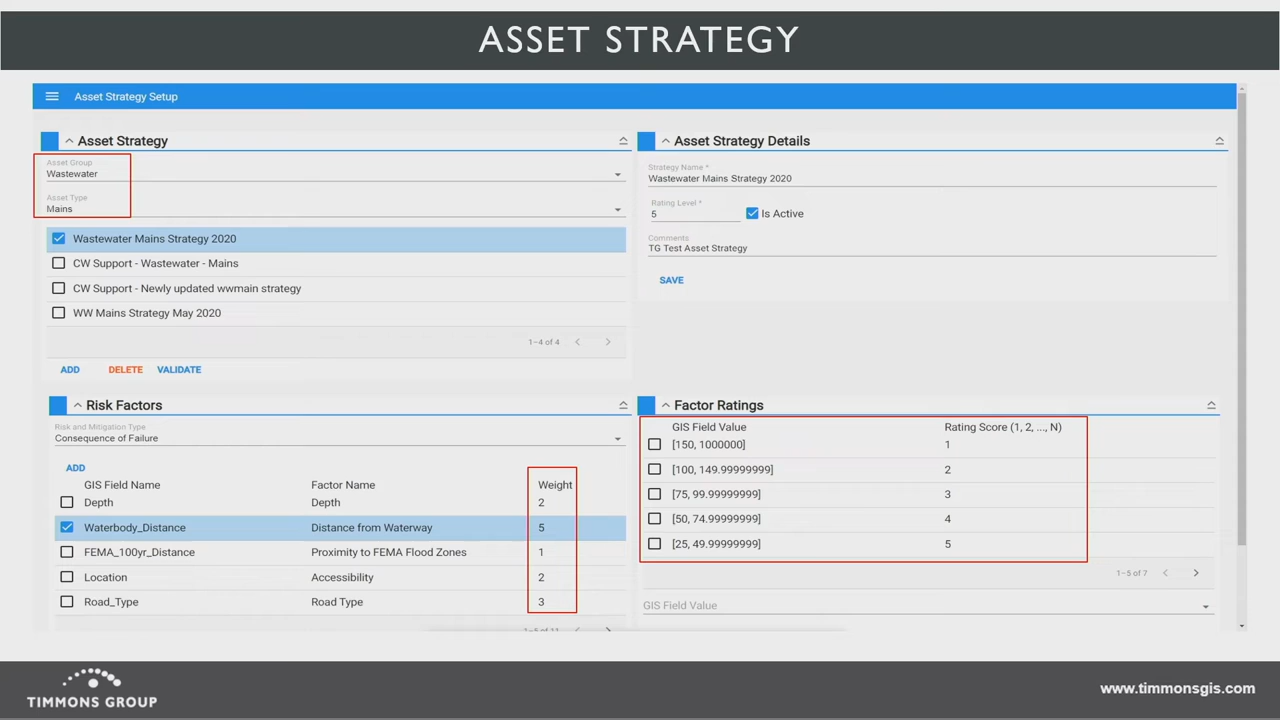 ASSET STRATEGY
Asset Strategy Setup
Asset Strategy
Asset Group
Wastewater
Asset Type
Mains
Wastewater Mains Strategy 2020
CW Support - Wastewater - Mains
CW Support - Newly updated wwmain strategy
WW Mains Strategy May 2020
1–4 of 4
ADD DELETE VALIDATE
Asset Strategy Details
Strategy Name *
Wastewater Mains Strategy 2020
Rating Level *
5 Is Active
Comments
TG Test Asset Strategy
SAVE
Risk Factors
Risk and Mitigation Type
Consequence of Failure
ADD
GIS Field Name Factor Name Weight
Depth Depth 2
Waterbody_Distance Distance from Waterway 5
FEMA_100yr_Distance Proximity to FEMA Flood Zones 1
Location Accessibility 2
Road_Type Road Type 3
1–5 of 11
Factor Ratings
GIS Field Value Rating Score (1, 2, ..., N)
[150, 1000000] 1
[100, 149.99999999] 2
[75, 99.99999999] 3
[50, 74.99999999] 4
[25, 49.99999999] 5
1–5 of 7
GIS Field Value
TIMMONS GROUP
www.timmonsgis.com